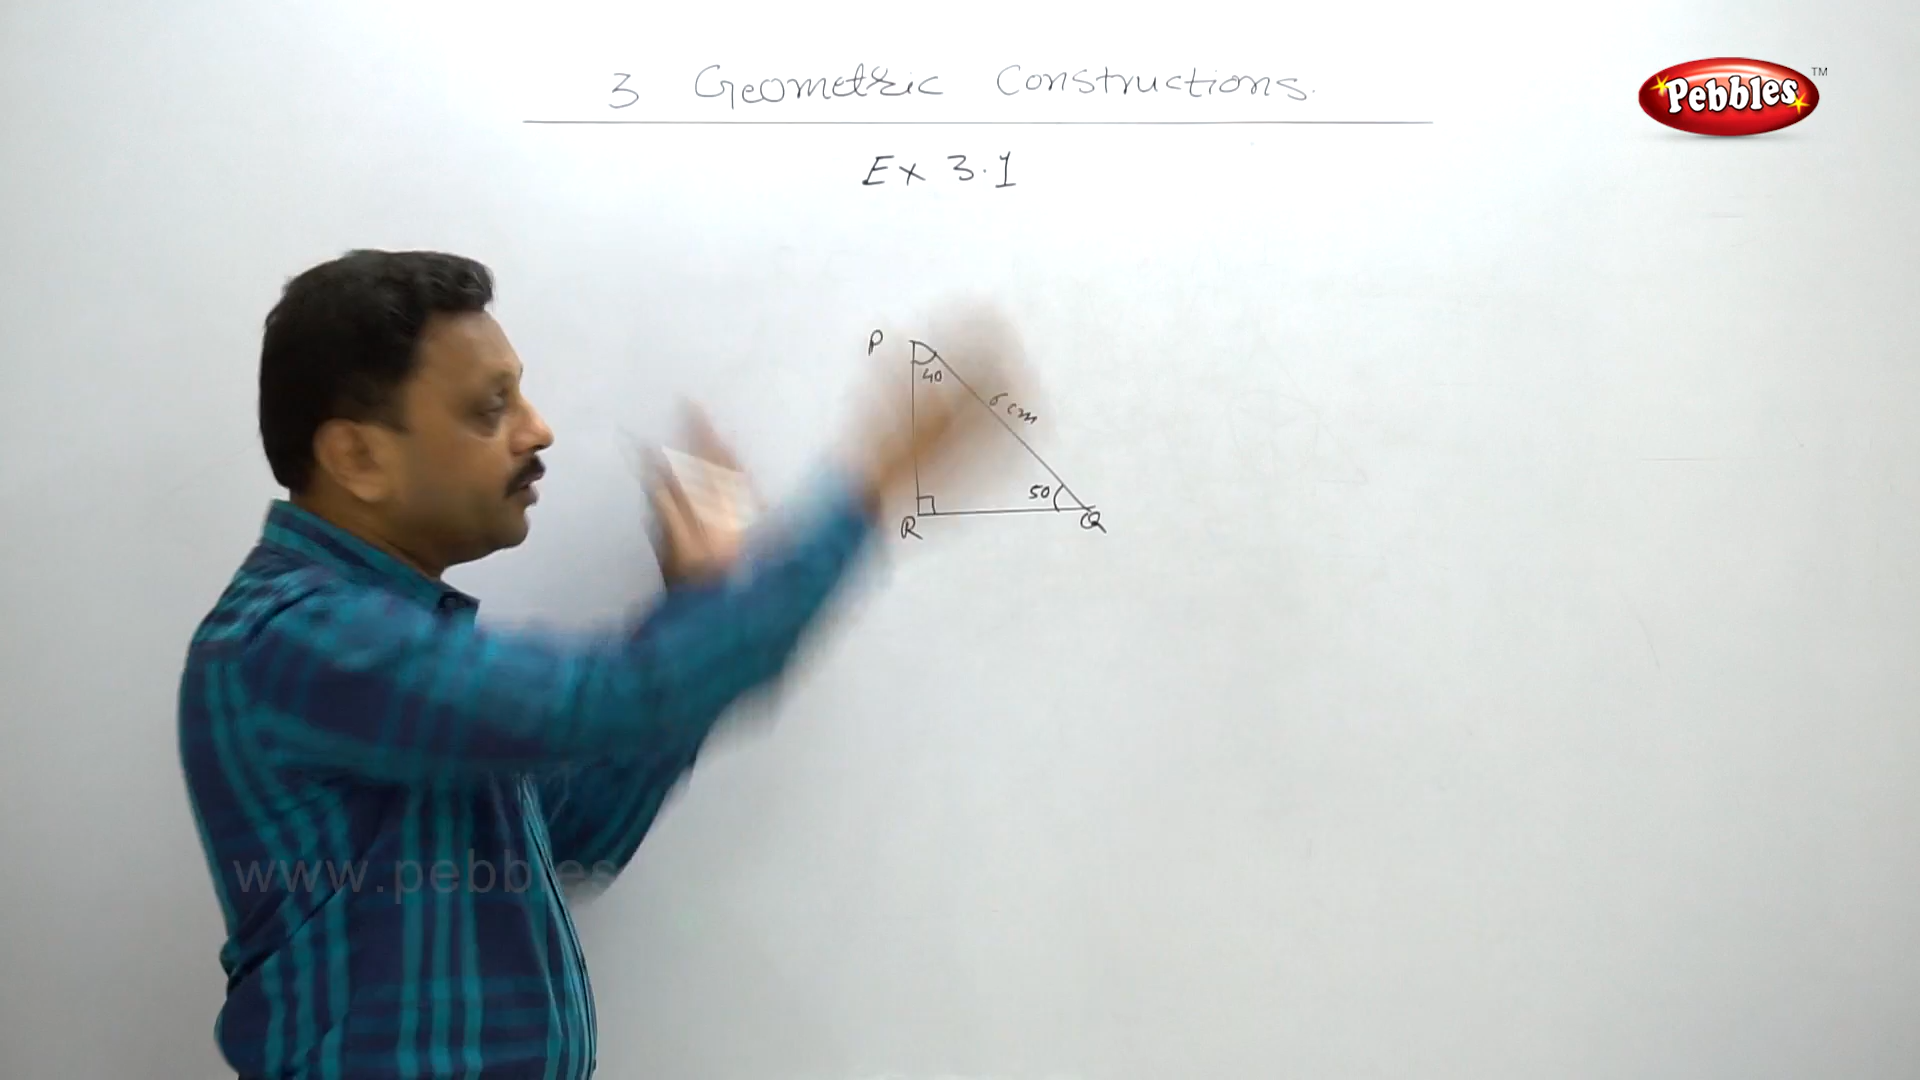 3 Geometric Constructions.
Pebbles TM
Ex 3.1
P
40
6 cm
50
R
Q
www.pebbles